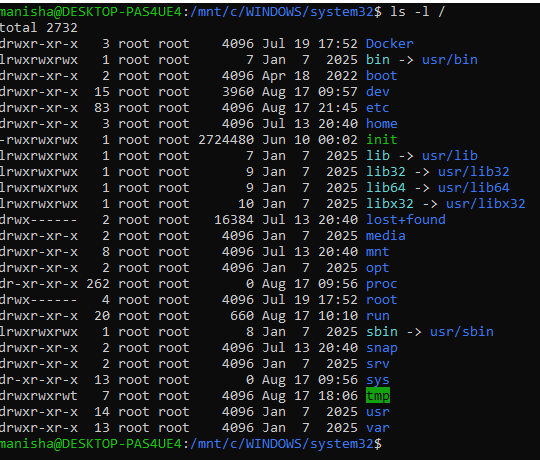 manisha@DESKTOP-PAS4UE4:/mnt/c/WINDOWS/system32$ ls -l /
total 2732
drwxr-xr-x   3 root root    4096 Jul 19 17:52 Docker
lrwxrwxrwx   1 root root       7 Jan  7  2025 bin -> usr/bin
drwxr-xr-x   2 root root    4096 Apr 18  2022 boot
drwxr-xr-x  15 root root    3960 Aug 17 09:57 dev
drwxr-xr-x  83 root root    4096 Aug 17 21:45 etc
drwxr-xr-x   3 root root    4096 Jul 13 20:40 home
-rwxrwxrwx   1 root root 2724480 Jun 10 00:02 init
lrwxrwxrwx   1 root root       7 Jan  7  2025 lib -> usr/lib
lrwxrwxrwx   1 root root       9 Jan  7  2025 lib32 -> usr/lib32
lrwxrwxrwx   1 root root       9 Jan  7  2025 lib64 -> usr/lib64
lrwxrwxrwx   1 root root      10 Jan  7  2025 libx32 -> usr/libx32
drwx------   2 root root   16384 Jul 13 20:40 lost+found
drwxr-xr-x   2 root root    4096 Jan  7  2025 media
drwxr-xr-x   8 root root    4096 Jul 13 20:40 mnt
drwxr-xr-x   2 root root    4096 Jan  7  2025 opt
dr-xr-xr-x 262 root root       0 Aug 17 09:56 proc
drwx------   4 root root    4096 Jul 19 17:52 root
drwxr-xr-x  20 root root     660 Aug 17 10:10 run
lrwxrwxrwx   1 root root       8 Jan  7  2025 sbin -> usr/sbin
drwxr-xr-x   2 root root    4096 Jul 13 20:40 snap
drwxr-xr-x   2 root root    4096 Jan  7  2025 srv
dr-xr-xr-x  13 root root       0 Aug 17 09:56 sys
drwxrwxrwt   7 root root    4096 Aug 17 18:06 tmp
drwxr-xr-x  14 root root    4096 Jan  7  2025 usr
drwxr-xr-x  13 root root    4096 Jan  7  2025 var
manisha@DESKTOP-PAS4UE4:/mnt/c/WINDOWS/system32$